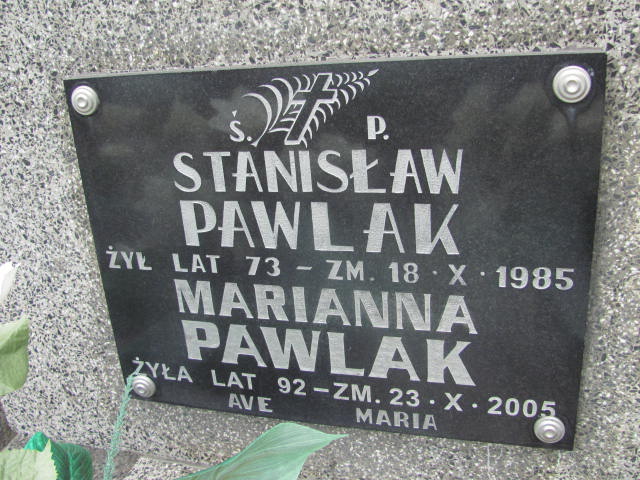 Ś. P.
STANISŁAW
PAWLAK
ŻYŁ LAT 73 - ZM. 18 · X · 1985
MARIANNA
PAWLAK
ŻYŁA LAT 92 - ZM. 23 · X · 2005
AVE MARIA